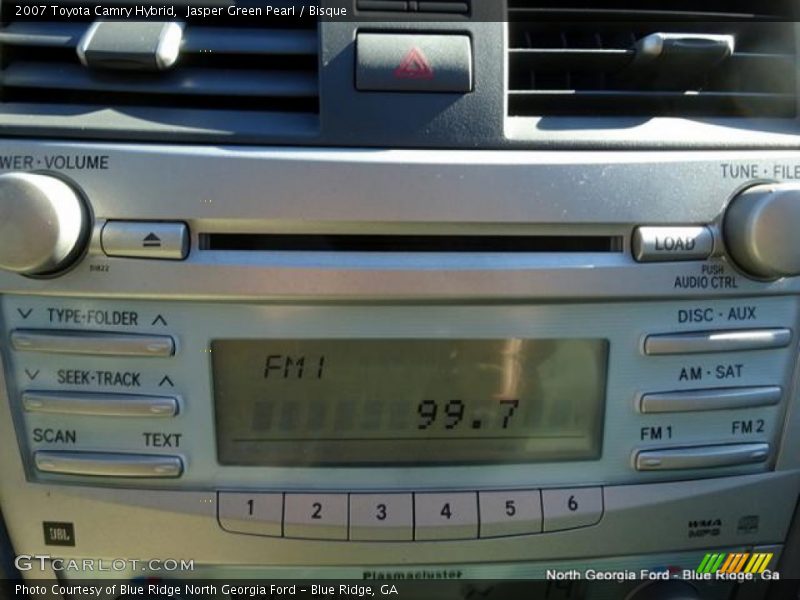 2007 Toyota Camry Hybrid, Jasper Green Pearl / Bisque
WER · VOLUME
TUNE · FILE
LOAD
PUSH
AUDIO CTRL
51822
TYPE·FOLDER
DISC · AUX
SEEK·TRACK
AM · SAT
SCAN TEXT
FM1 FM2
FM1
99.7
1 2 3 4 5 6
JBL
WMA
MP3
Plasmacluster
GTCARLOT.COM
North Georgia Ford - Blue Ridge, Ga
Photo Courtesy of Blue Ridge North Georgia Ford - Blue Ridge, GA